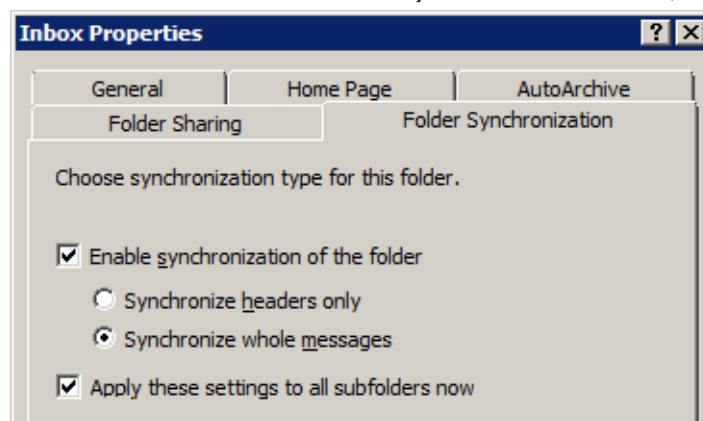 Inbox Properties
General Home Page AutoArchive
Folder Sharing Folder Synchronization
Choose synchronization type for this folder.
Enable synchronization of the folder
Synchronize headers only
Synchronize whole messages
Apply these settings to all subfolders now